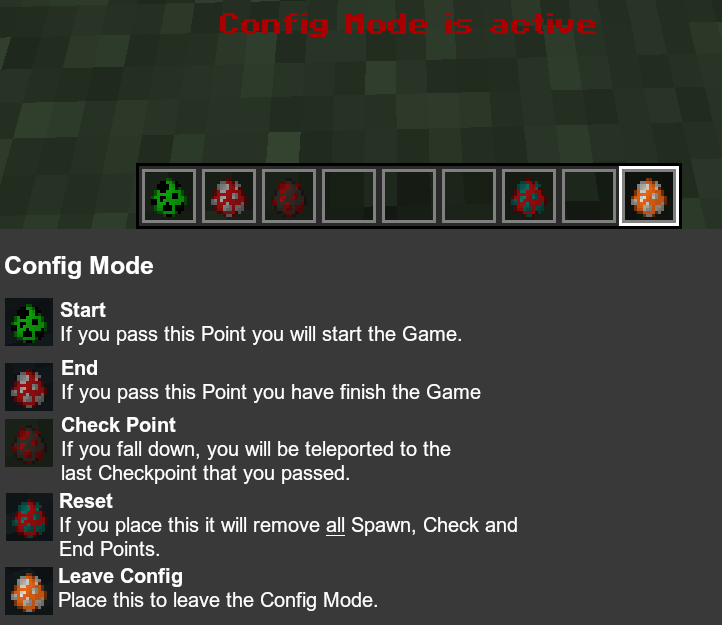 Config Mode is active
Config Mode
Start
If you pass this Point you will start the Game.
End
If you pass this Point you have finish the Game
Check Point
If you fall down, you will be teleported to the
last Checkpoint that you passed.
Reset
If you place this it will remove all Spawn, Check and
End Points.
Leave Config
Place this to leave the Config Mode.